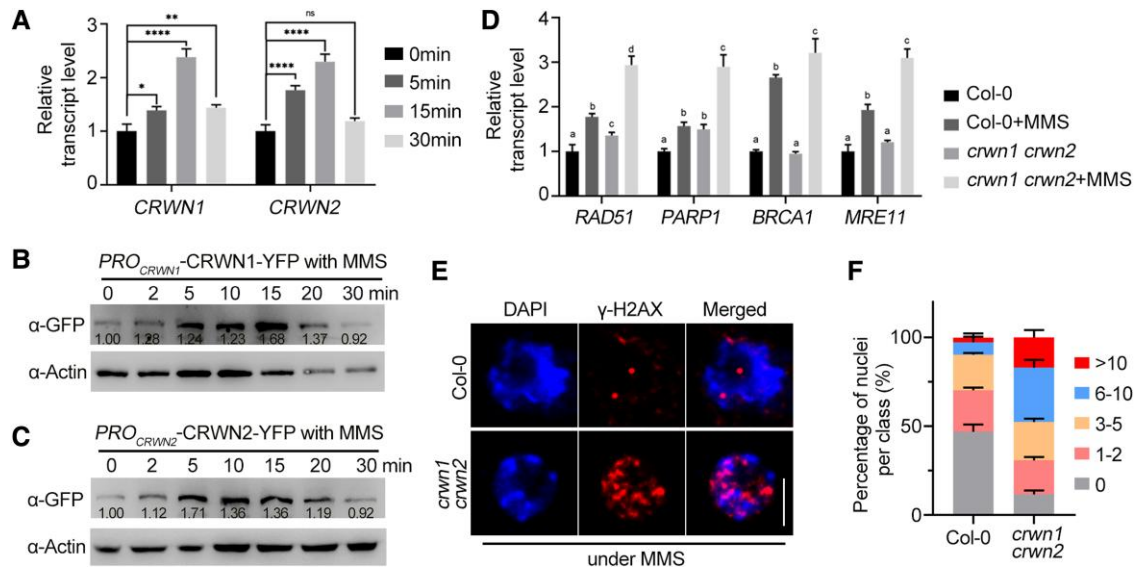 A
Relative
transcript level
3
2
1
0
** 
****
*
ns
****
****
CRWN1
CRWN2
0min
5min
15min
30min
D
Relative
transcript level
4
3
2
1
0
a b c d
a b b c
a b a c
a b a c
RAD51 PARP1 BRCA1 MRE11
Col-0
Col-0+MMS
crwn1 crwn2
crwn1 crwn2+MMS
B
PRO_CRWN1-CRWN1-YFP with MMS
0 2 5 10 15 20 30 min
α-GFP
1.00 1.28 1.24 1.23 1.68 1.37 0.92
α-Actin
C
PRO_CRWN2-CRWN2-YFP with MMS
0 2 5 10 15 20 30 min
α-GFP
1.00 1.12 1.71 1.36 1.36 1.19 0.92
α-Actin
E
DAPI γ-H2AX Merged
Col-0
crwn1
crwn2
under MMS
F
Percentage of nuclei
per class (%)
100
50
0
Col-0
crwn1
crwn2
>10
6-10
3-5
1-2
0